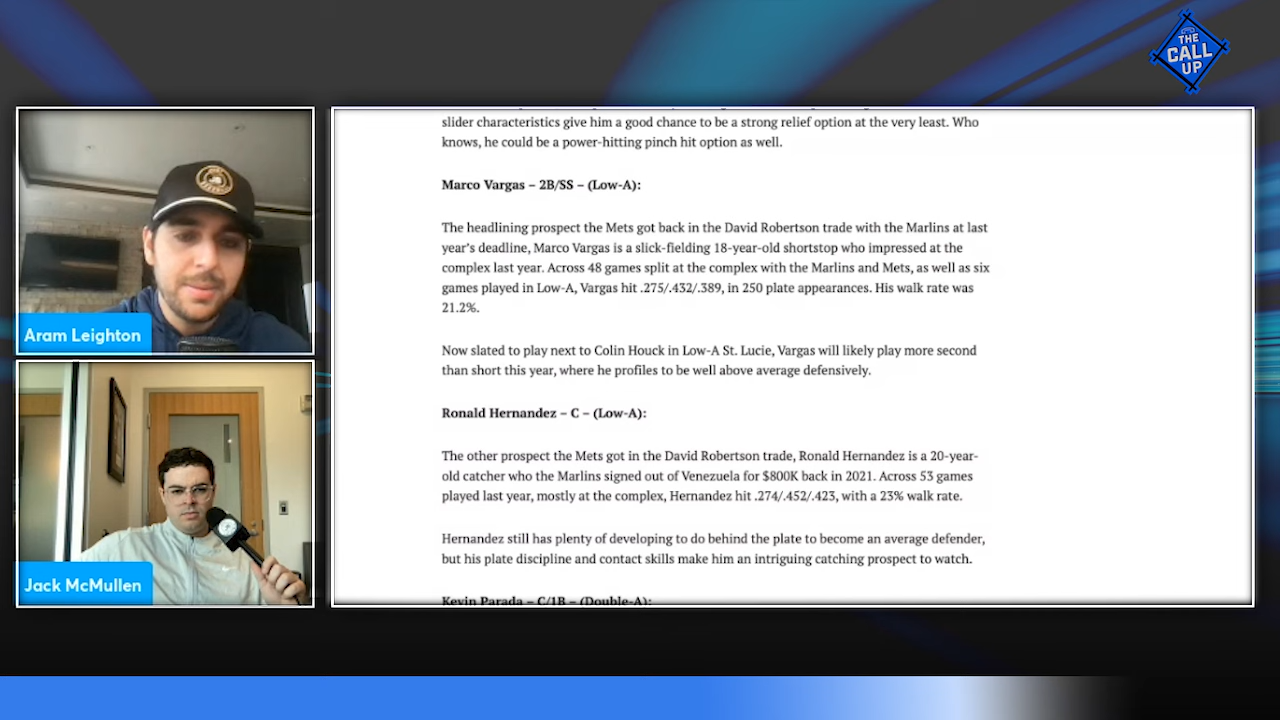 THE
CALL
UP
Aram Leighton
Jack McMullen
slider characteristics give him a good chance to be a strong relief option at the very least. Who
knows, he could be a power-hitting pinch hit option as well.
Marco Vargas – 2B/SS – (Low-A):
The headlining prospect the Mets got back in the David Robertson trade with the Marlins at last
year's deadline, Marco Vargas is a slick-fielding 18-year-old shortstop who impressed at the
complex last year. Across 48 games split at the complex with the Marlins and Mets, as well as six
games played in Low-A, Vargas hit .275/.432/.389, in 250 plate appearances. His walk rate was
21.2%.
Now slated to play next to Colin Houck in Low-A St. Lucie, Vargas will likely play more second
than short this year, where he profiles to be well above average defensively.
Ronald Hernandez – C – (Low-A):
The other prospect the Mets got in the David Robertson trade, Ronald Hernandez is a 20-year-
old catcher who the Marlins signed out of Venezuela for $800K back in 2021. Across 53 games
played last year, mostly at the complex, Hernandez hit .274/.452/.423, with a 23% walk rate.
Hernandez still has plenty of developing to do behind the plate to become an average defender,
but his plate discipline and contact skills make him an intriguing catching prospect to watch.
Kevin Parada – C/1B – (Double-A):